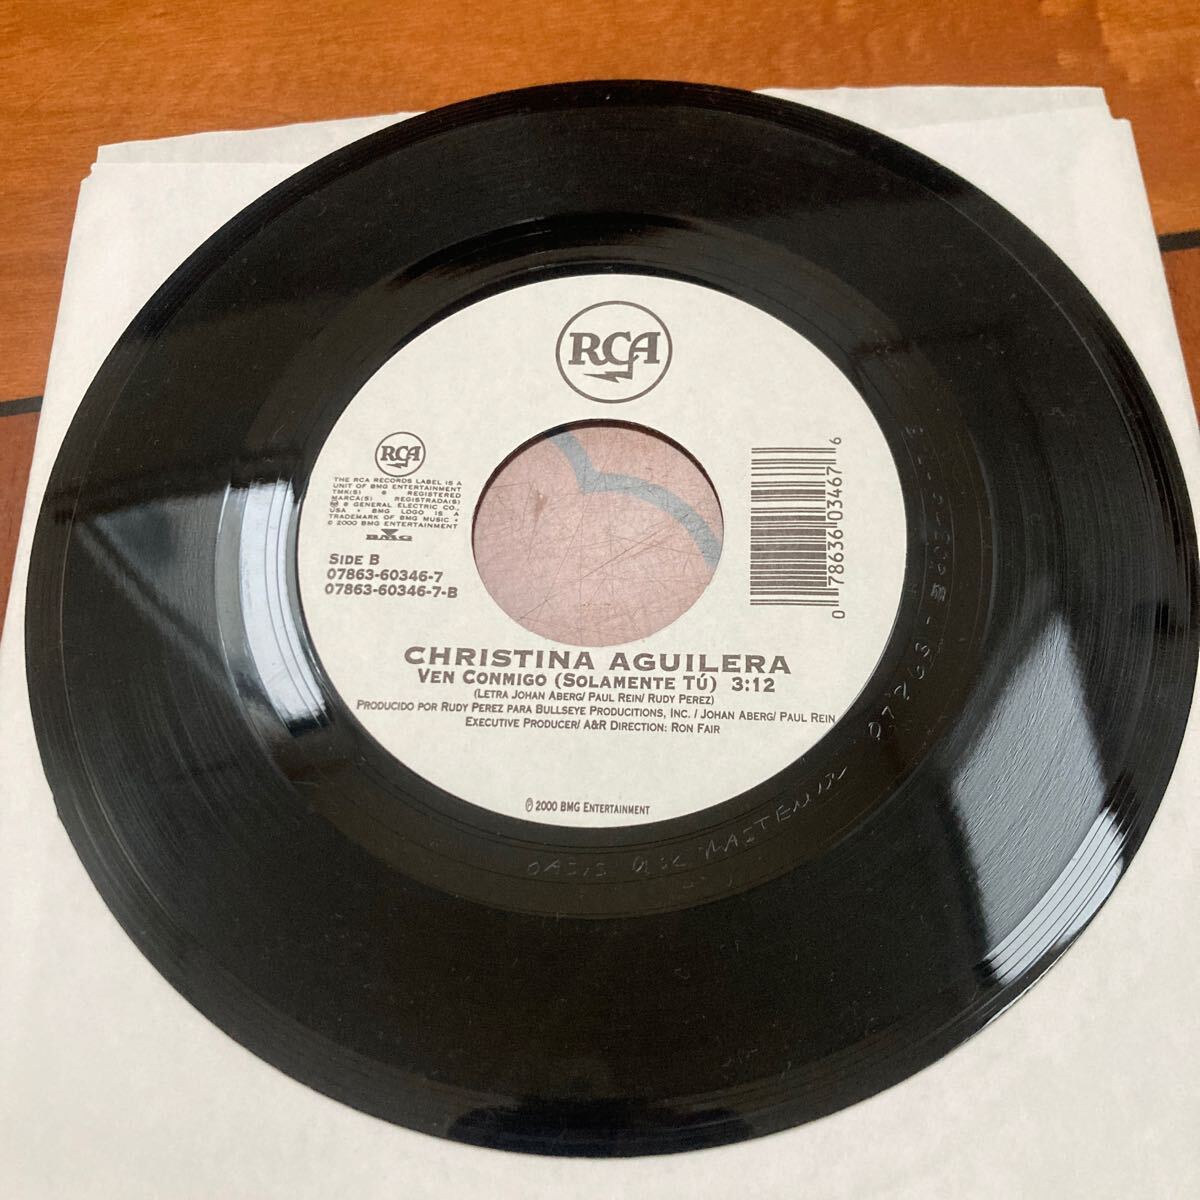 RCA
RCA
THE RCA RECORDS LABEL IS A
UNIT OF BMG ENTERTAINMENT
TMK(S) ® REGISTERED
MARCA(S) REGISTRADA(S)
® GENERAL ELECTRIC CO.,
USA • BMG LOGO IS A
TRADEMARK OF BMG MUSIC •
© 2000 BMG ENTERTAINMENT
BMG
SIDE B
07863-60346-7
07863-60346-7-B
0 78636 03467 6
CHRISTINA AGUILERA
VEN CONMIGO (SOLAMENTE TÚ) 3:12
(LETRA JOHAN ABERG/ PAUL REIN/ RUDY PEREZ)
PRODUCIDO POR RUDY PEREZ PARA BULLSEYE PRODUCITIONS, INC. / JOHAN ABERG/ PAUL REIN
EXECUTIVE PRODUCER/ A&R DIRECTION: RON FAIR
℗ 2000 BMG ENTERTAINMENT
OASIS DISC MASTERING